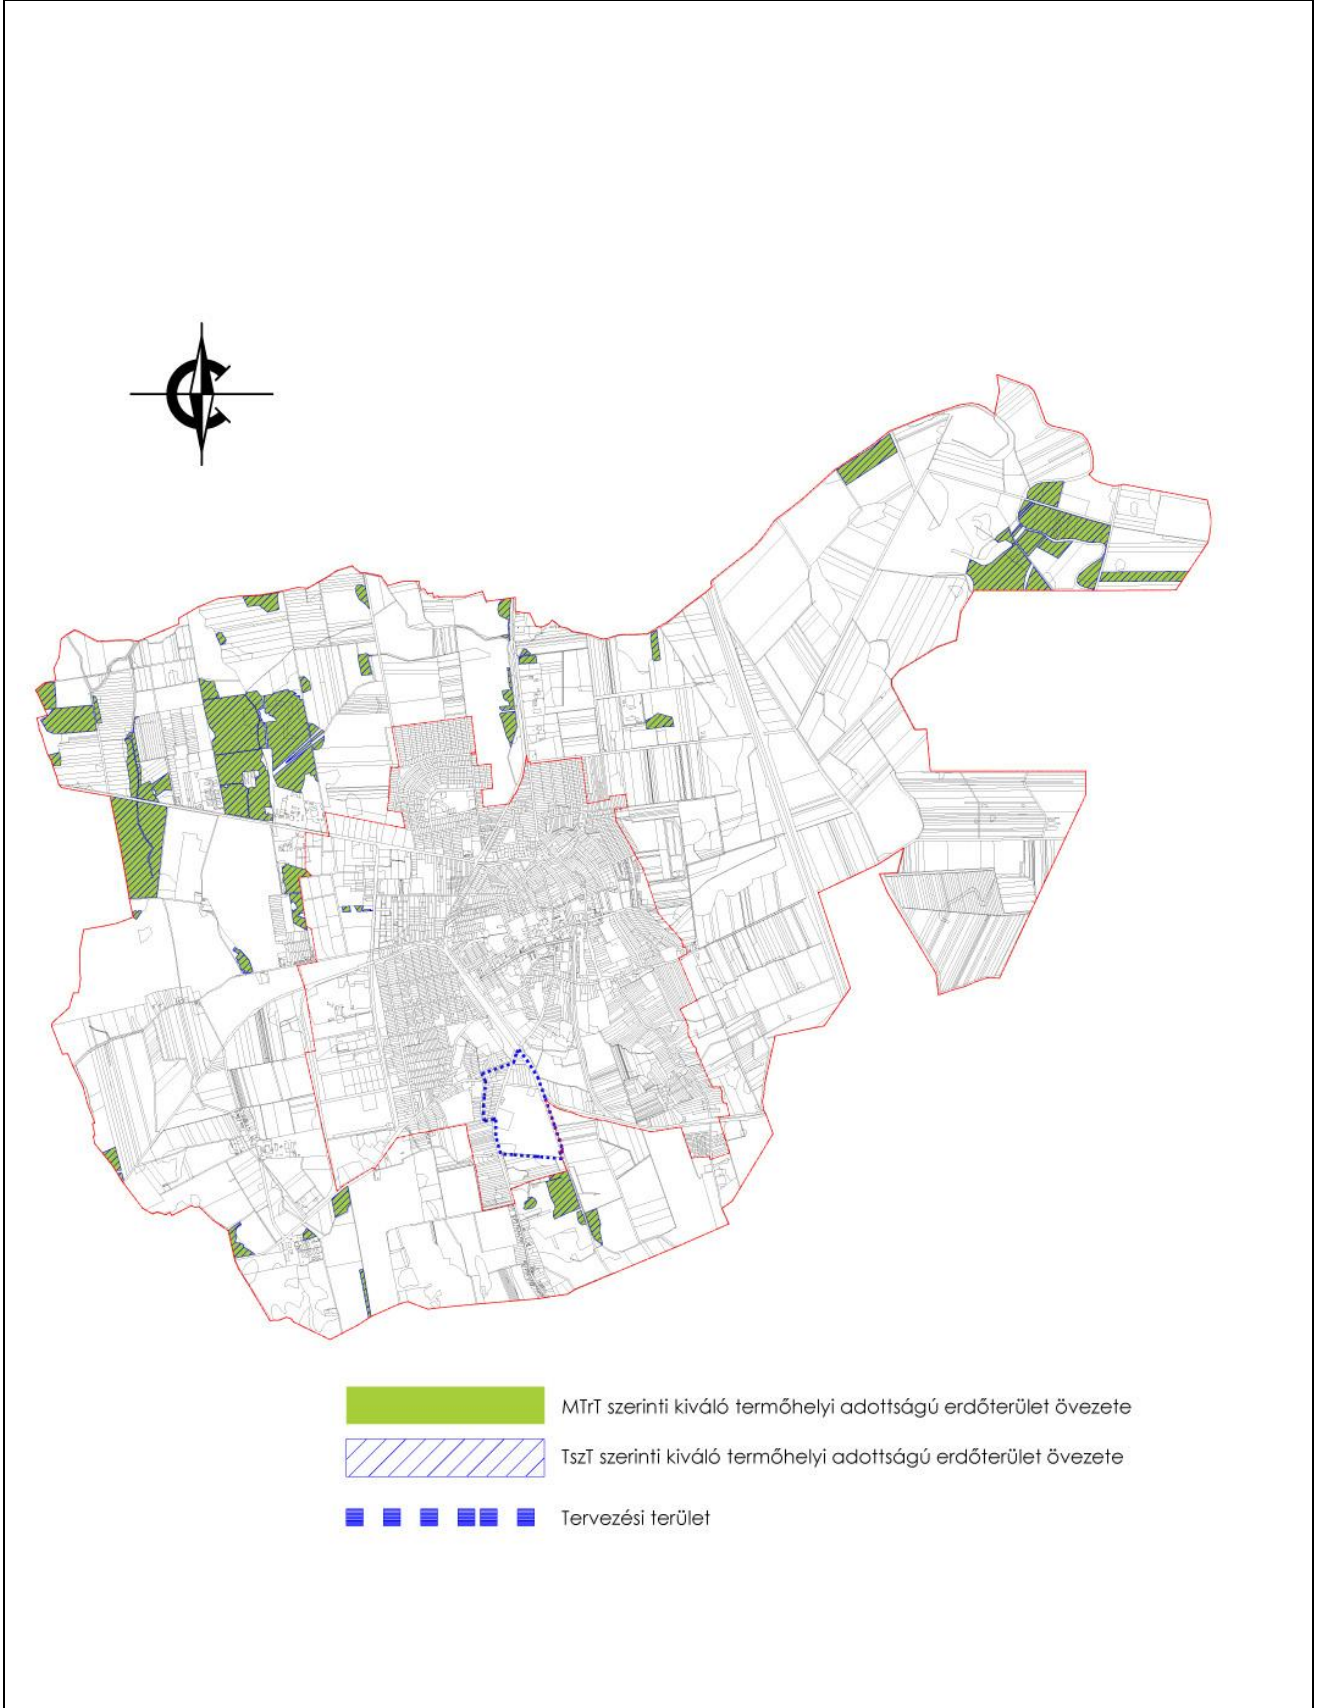 MTrT szerinti kiváló termőhelyi adottságú erdőterület övezete
TszT szerinti kiváló termőhelyi adottságú erdőterület övezete
Tervezési terület